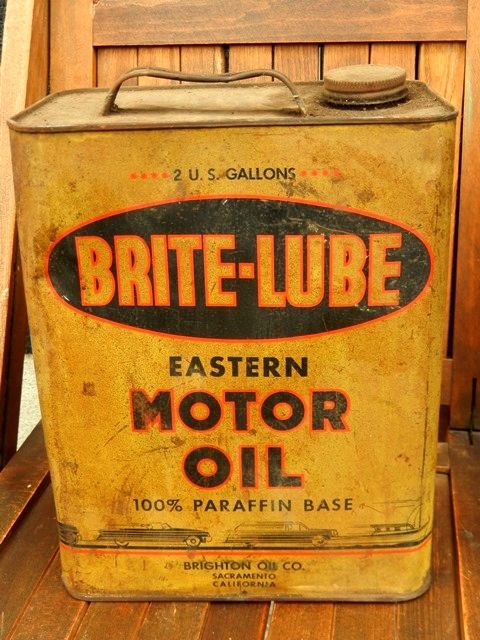 2 U.S. GALLONS
BRITE-LUBE
EASTERN
MOTOR
OIL
100% PARAFFIN BASE
BRIGHTON OIL CO.
SACRAMENTO
CALIFORNIA